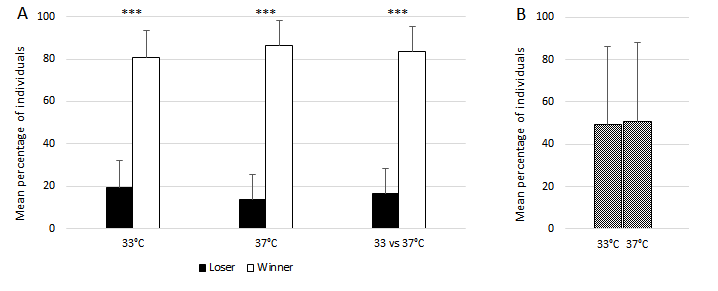 A
Mean percentage of individuals
100
80
60
40
20
0
***
***
***
33°C
37°C
33 vs 37°C
Loser
Winner
B
Mean percentage of individuals
100
80
60
40
20
0
33°C 37°C